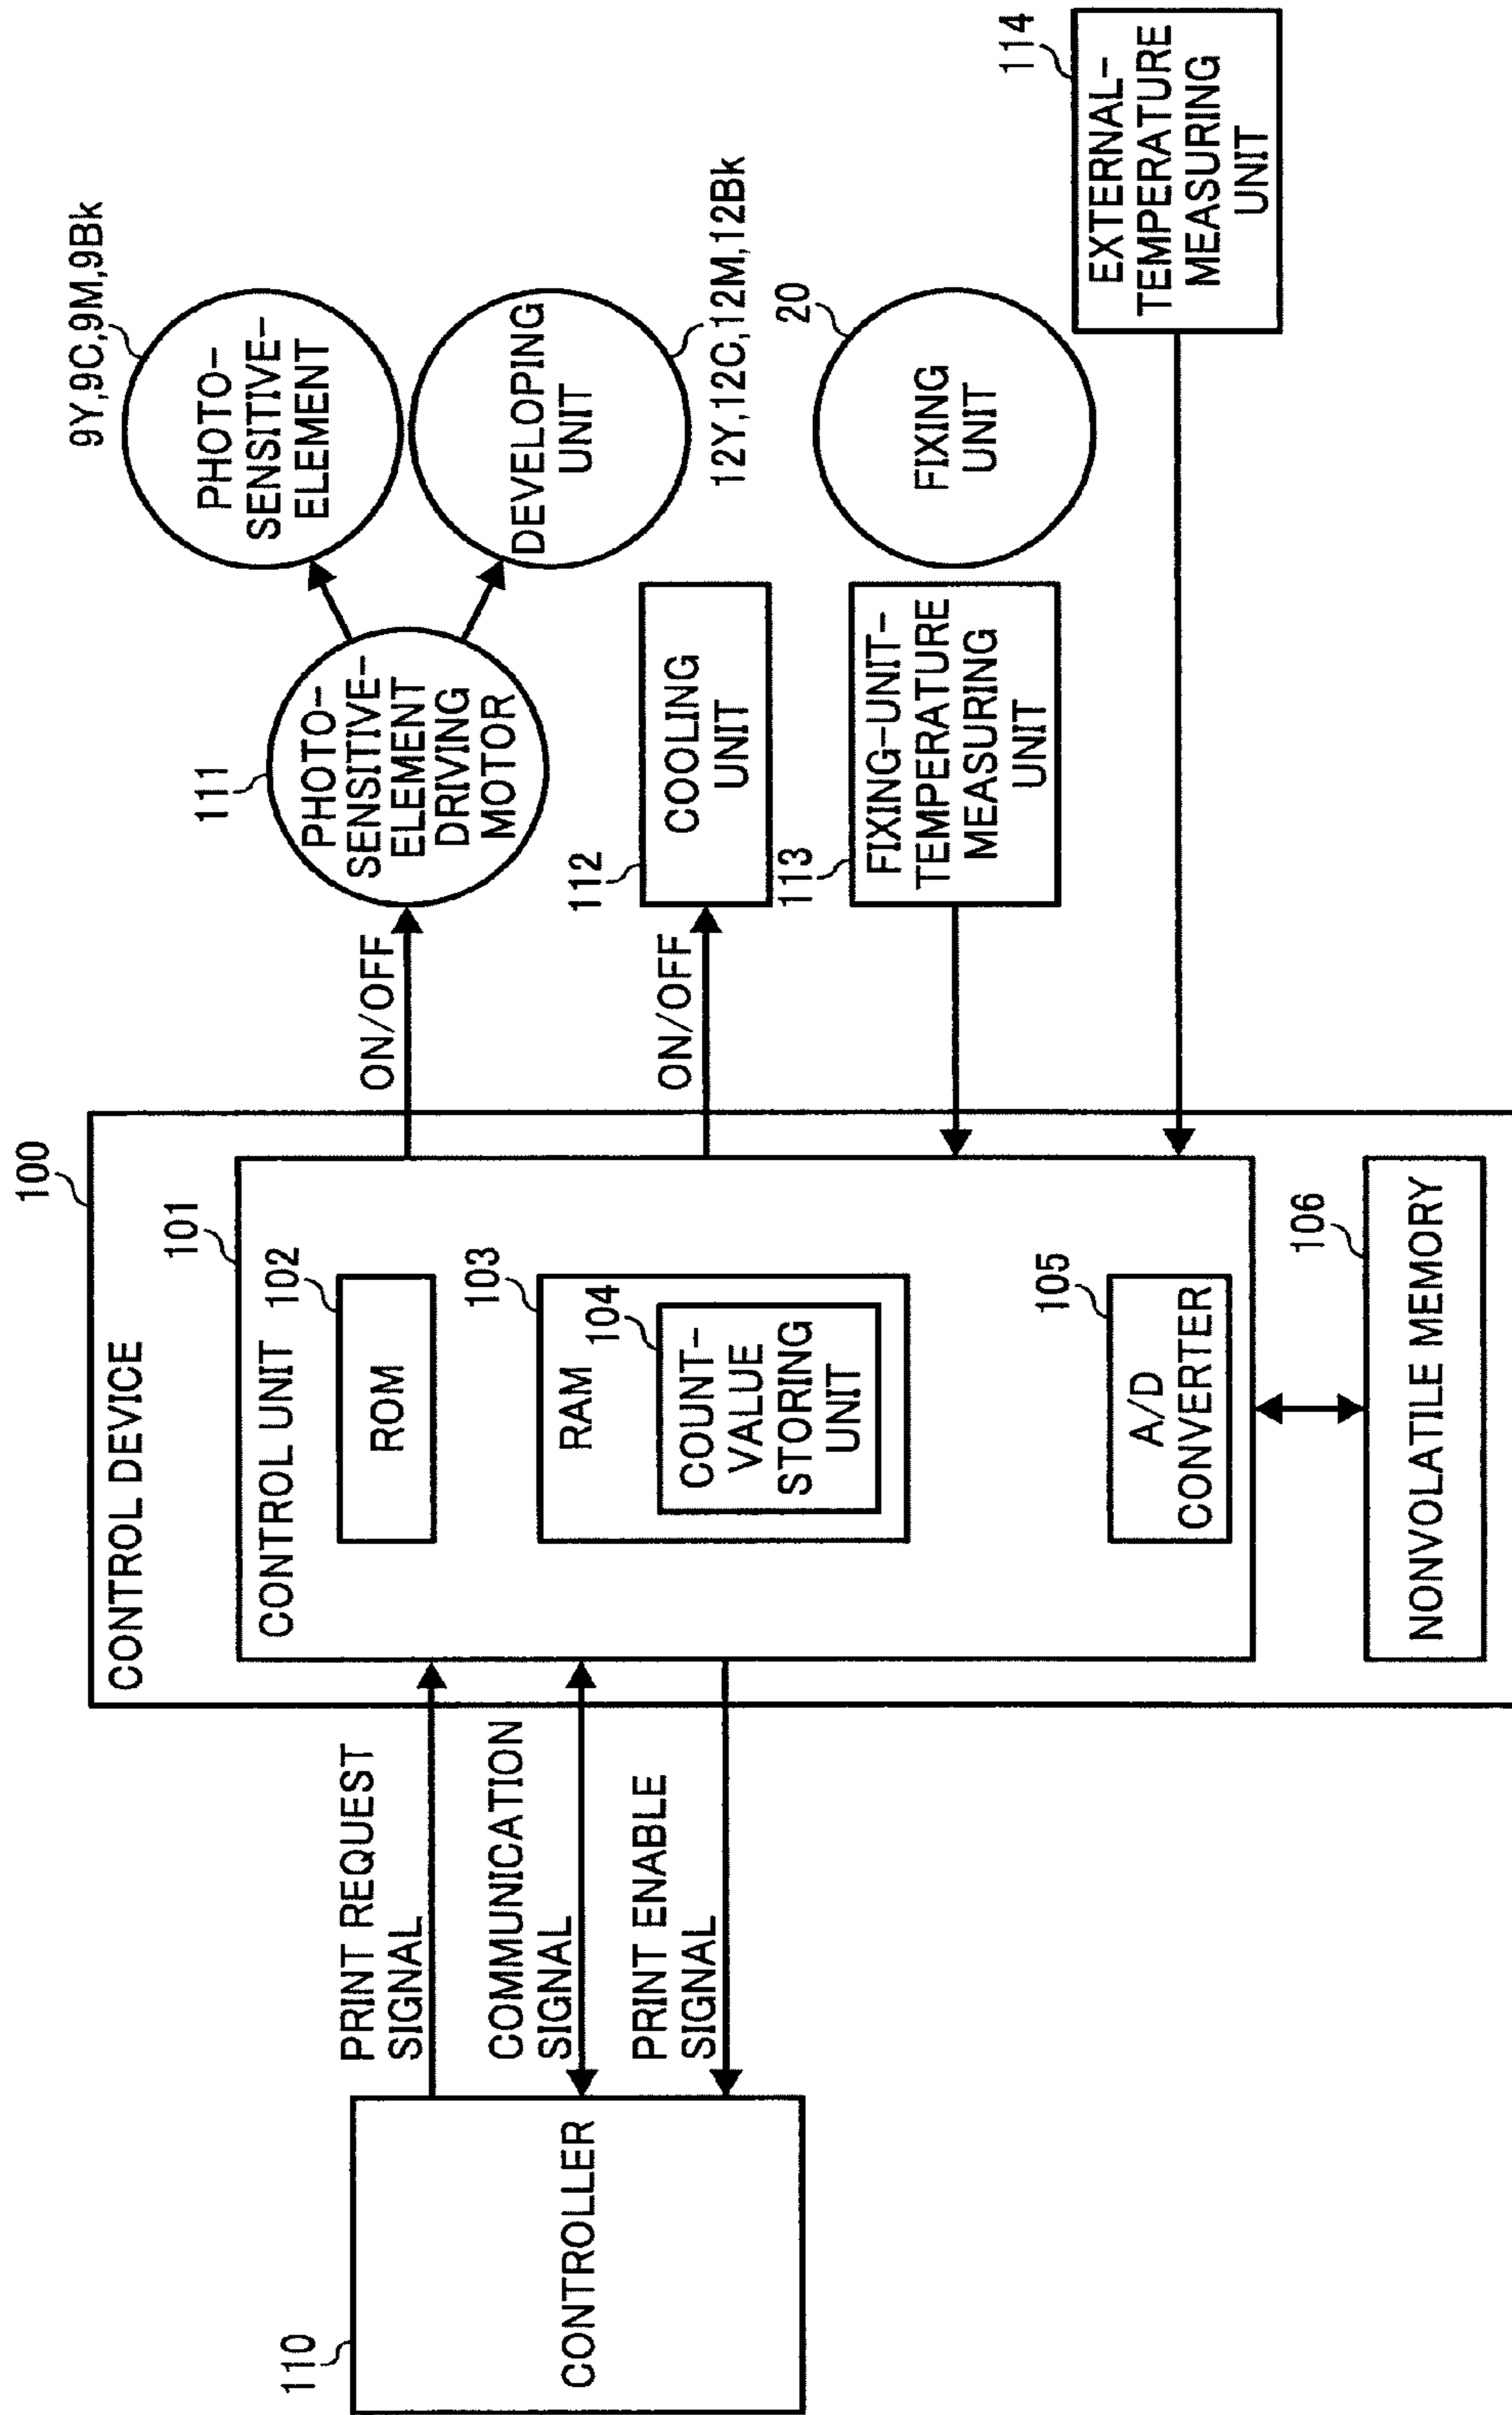 100
CONTROL DEVICE
101
CONTROL UNIT
102
ROM
103
RAM
104
COUNT-
VALUE
STORING
UNIT
105
A/D
CONVERTER
106
NONVOLATILE MEMORY
110
CONTROLLER
PRINT REQUEST
SIGNAL
COMMUNICATION
SIGNAL
PRINT ENABLE
SIGNAL
ON/OFF
111
PHOTO-
SENSITIVE-
ELEMENT
DRIVING
MOTOR
9Y,9C,9M,9Bk
PHOTO-
SENSITIVE-
ELEMENT
DEVELOPING
UNIT
12Y,12C,12M,12Bk
ON/OFF
112
COOLING
UNIT
113
FIXING-UNIT-
TEMPERATURE
MEASURING
UNIT
20
FIXING
UNIT
114
EXTERNAL-
TEMPERATURE
MEASURING
UNIT